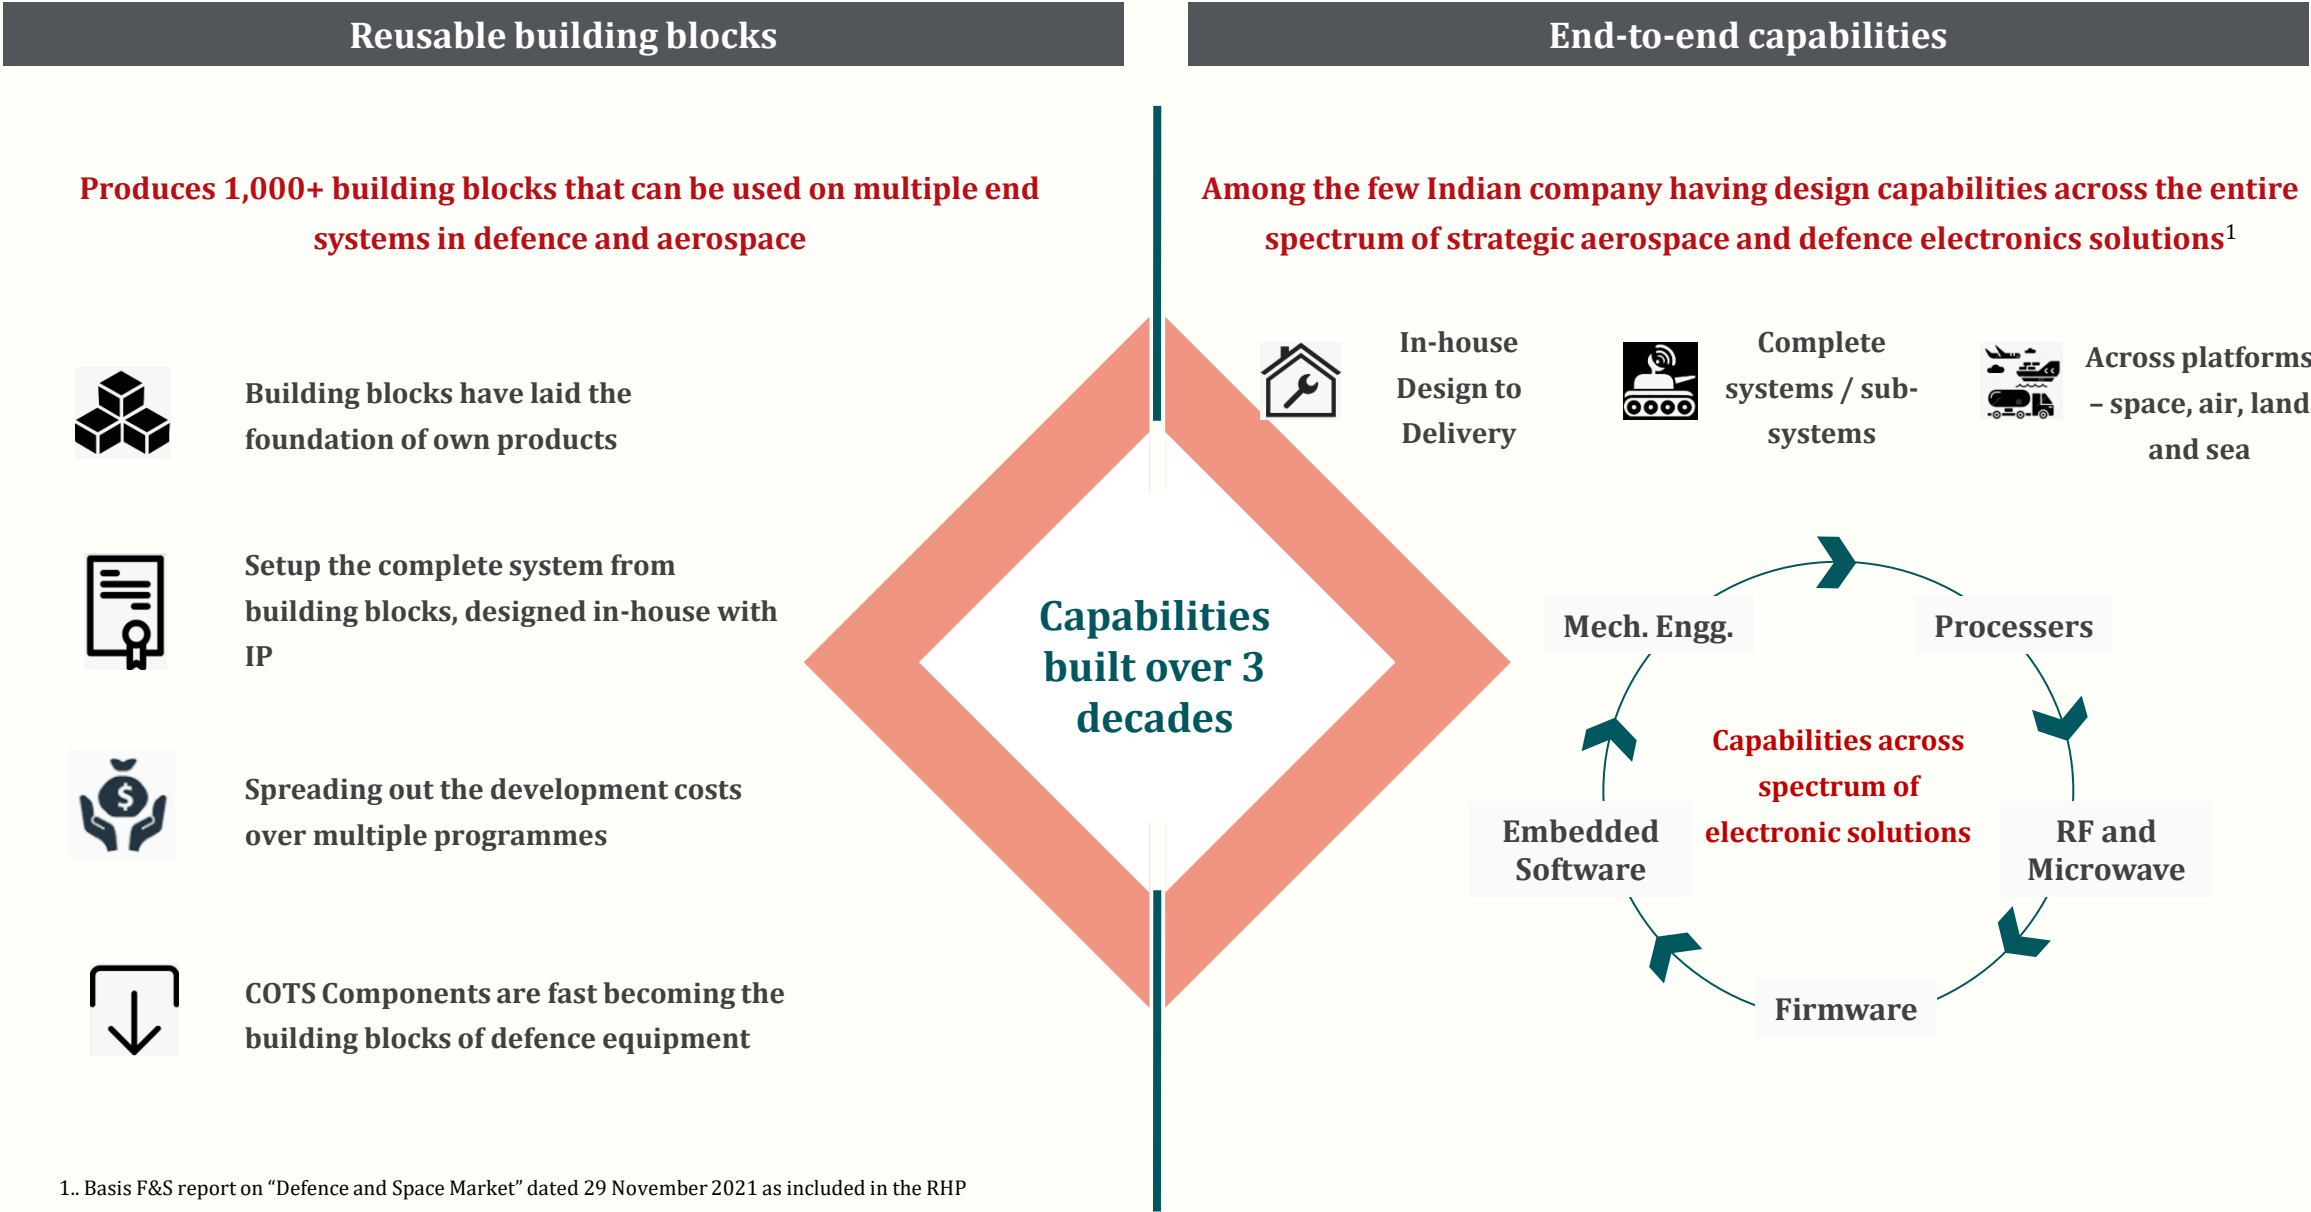 Reusable building blocks
Produces 1,000+ building blocks that can be used on multiple end
systems in defence and aerospace
Building blocks have laid the
foundation of own products
Setup the complete system from
building blocks, designed in-house with
IP
Spreading out the development costs
over multiple programmes
COTS Components are fast becoming the
building blocks of defence equipment
Capabilities
built over 3
decades
End-to-end capabilities
Among the few Indian company having design capabilities across the entire
spectrum of strategic aerospace and defence electronics solutions1
In-house
Design to
Delivery
Complete
systems / sub-
systems
Across platforms
– space, air, land
and sea
Mech. Engg.
Processers
RF and
Microwave
Firmware
Embedded
Software
Capabilities across
spectrum of
electronic solutions
1.. Basis F&S report on “Defence and Space Market” dated 29 November 2021 as included in the RHP